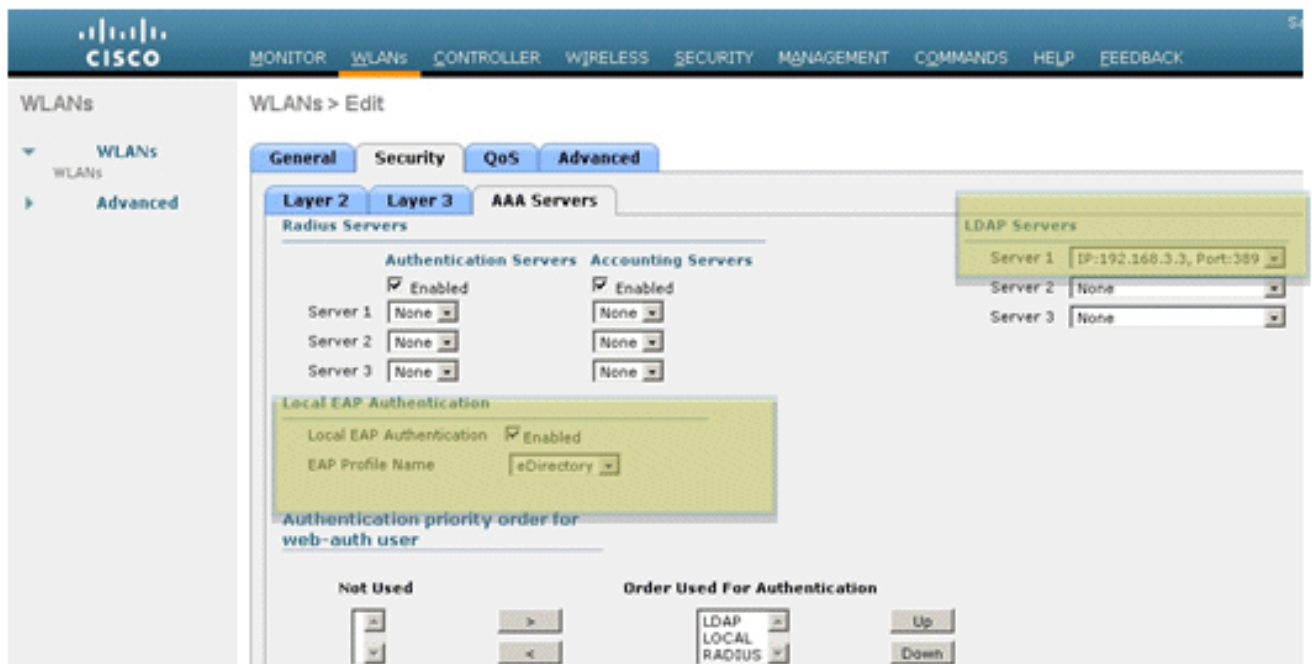 CISCO
MONITOR WLANs CONTROLLER WIRELESS SECURITY MANAGEMENT COMMANDS HELP FEEDBACK
WLANs
WLANs > Edit
WLANs
WLANs
Advanced
General Security QoS Advanced
Layer 2 Layer 3 AAA Servers
Radius Servers
LDAP Servers
Authentication Servers Accounting Servers
Server 1 IP:192.168.3.3, Port:389
Enabled Enabled
Server 2 None
Server 1 None None
Server 3 None
Server 2 None None
Server 3 None None
Local EAP Authentication
Local EAP Authentication Enabled
EAP Profile Name eDirectory
Authentication priority order for
web-auth user
Not Used Order Used For Authentication
> LDAP Up
LOCAL
< RADIUS Down